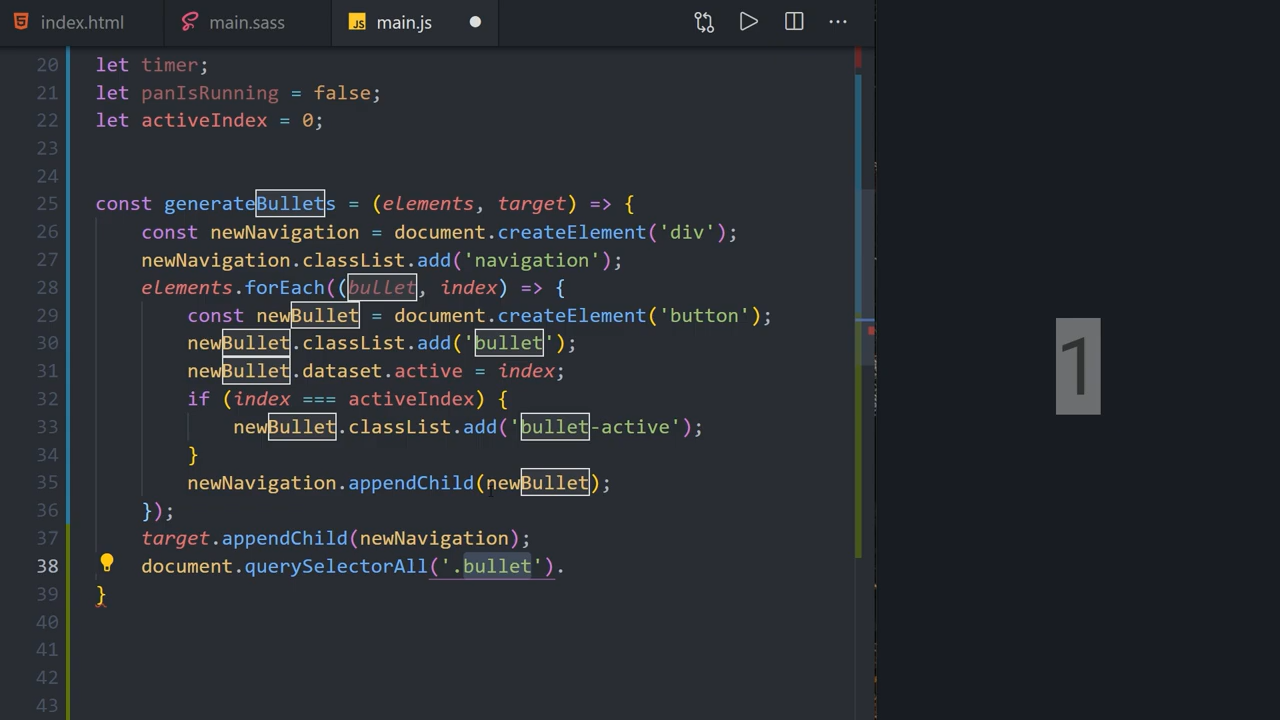 index.html main.sass JS main.js
20 let timer;
21 let panIsRunning = false;
22 let activeIndex = 0;
23
24
25 const generateBullets = (elements, target) => {
26 const newNavigation = document.createElement('div');
27 newNavigation.classList.add('navigation');
28 elements.forEach((bullet, index) => {
29 const newBullet = document.createElement('button');
30 newBullet.classList.add('bullet');
31 newBullet.dataset.active = index;
32 if (index === activeIndex) {
33 newBullet.classList.add('bullet-active');
34 }
35 newNavigation.appendChild(newBullet);
36 });
37 target.appendChild(newNavigation);
38 document.querySelectorAll('.bullet').
39 }
40
41
42
43
1